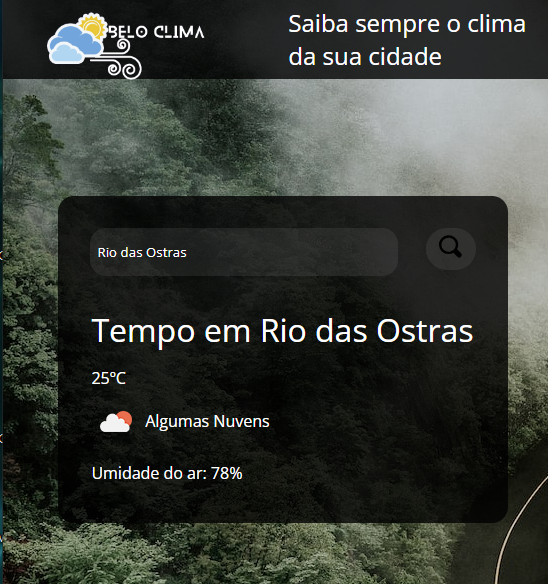 BELO CLIMA
Saiba sempre o clima
da sua cidade
Rio das Ostras
Tempo em Rio das Ostras
25°C
Algumas Nuvens
Umidade do ar: 78%